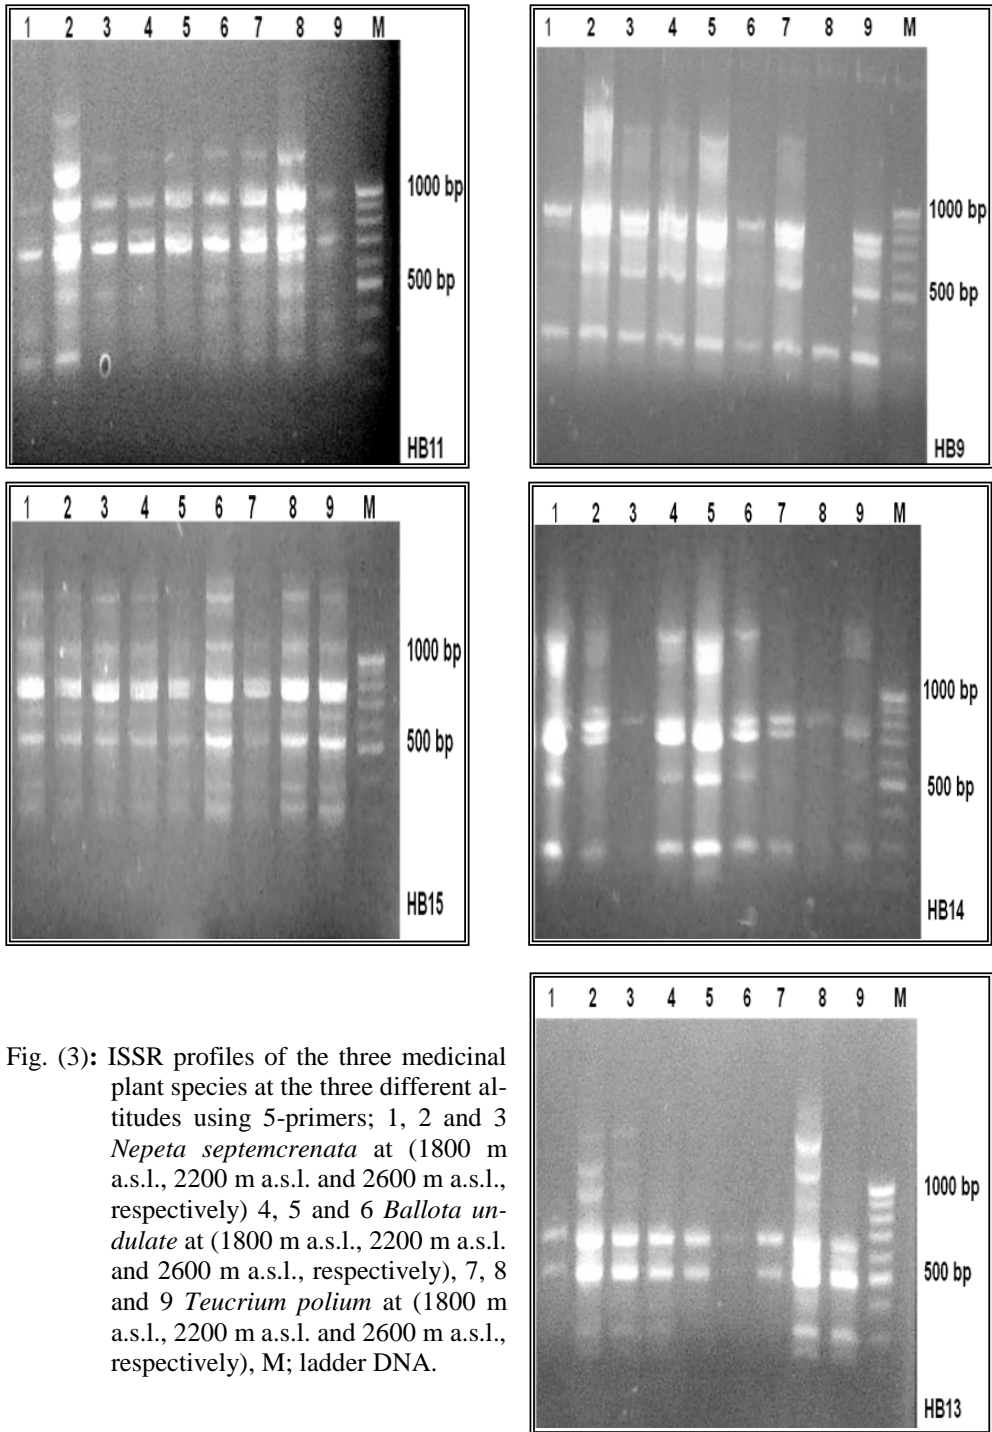 1 2 3 4 5 6 7 8 9 M
1000 bp
500 bp
HB11
1 2 3 4 5 6 7 8 9 M
1000 bp
500 bp
HB9
1 2 3 4 5 6 7 8 9 M
1000 bp
500 bp
HB15
1 2 3 4 5 6 7 8 9 M
1000 bp
500 bp
HB14
Fig. (3): ISSR profiles of the three medicinal
plant species at the three different al-
titudes using 5-primers; 1, 2 and 3
Nepeta septemcrenata at (1800 m
a.s.l., 2200 m a.s.l. and 2600 m a.s.l.,
respectively) 4, 5 and 6 Ballota un-
dulate at (1800 m a.s.l., 2200 m a.s.l.
and 2600 m a.s.l., respectively), 7, 8
and 9 Teucrium polium at (1800 m
a.s.l., 2200 m a.s.l. and 2600 m a.s.l.,
respectively), M; ladder DNA.
1 2 3 4 5 6 7 8 9 M
1000 bp
500 bp
HB13